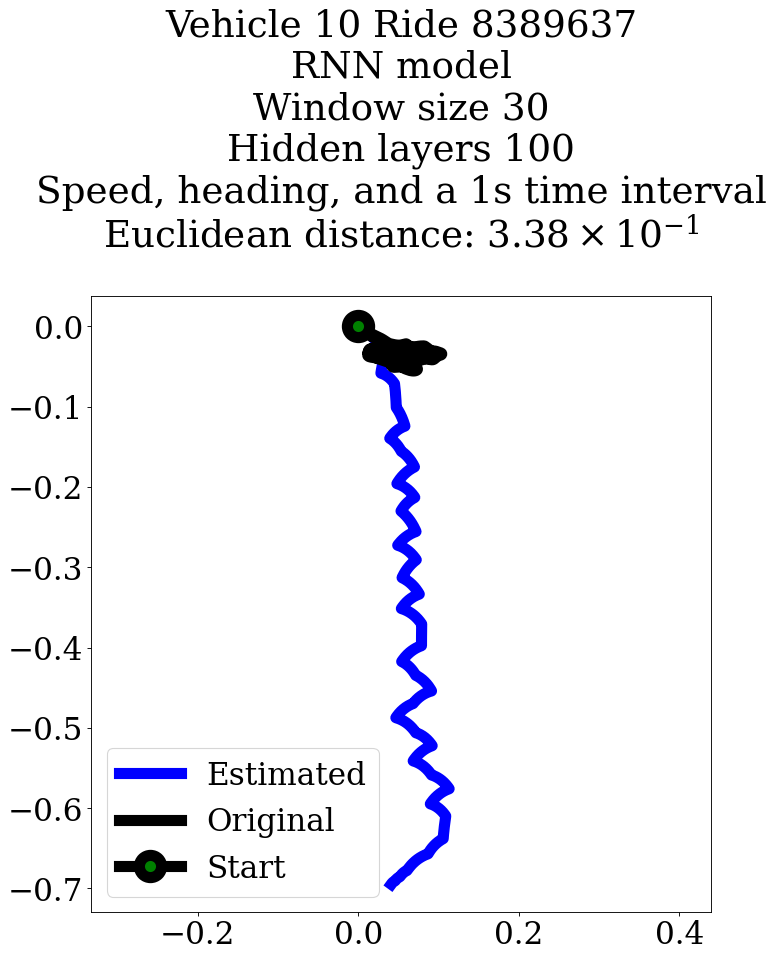 Vehicle 10 Ride 8389637
RNN model
Window size 30
Hidden layers 100
Speed, heading, and a 1s time interval
Euclidean distance: 3.38 × 10⁻¹
0.0
−0.1
−0.2
−0.3
−0.4
−0.5
−0.6
−0.7
Estimated
Original
Start
−0.2
0.0
0.2
0.4